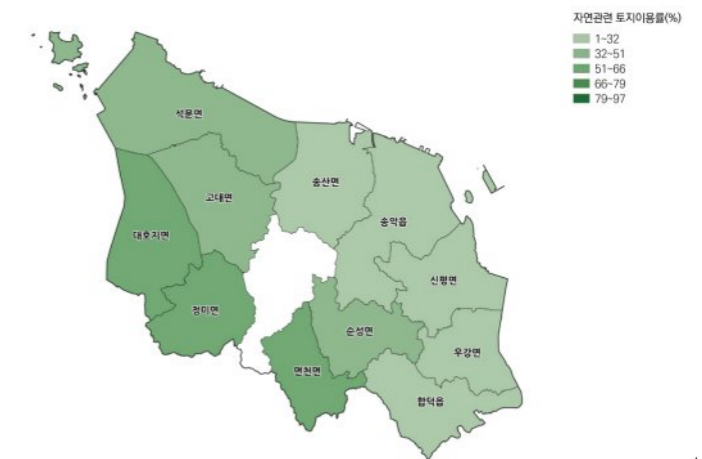 자연관련 토지이용률(%)
1~32
32~51
51~66
66~79
79~97
석문면
고대면
송산면
송악읍
대호지면
신평면
정미면
순성면
우강면
면천면
합덕읍